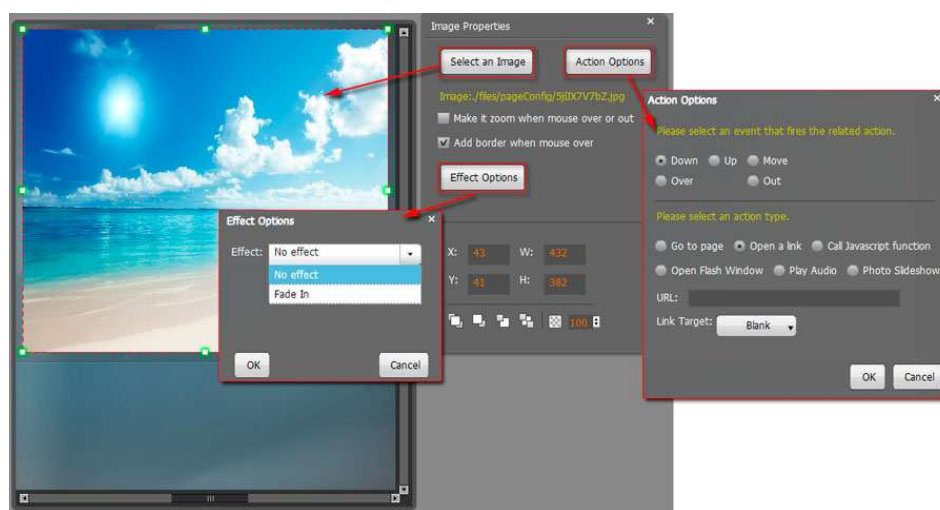 Image Properties
Select an Image
Action Options
Image:./files/pageConfig/5jUX7V7bZ.jpg
Make it zoom when mouse over or out
Add border when mouse over
Effect Options
X: 43 W: 432
Y: 41 H: 382
100
Effect Options
Effect: No effect
No effect
Fade In
OK Cancel
Action Options
Please select an event that fires the related action.
Down Up Move
Over Out
Please select an action type.
Go to page Open a link Call Javascript function
Open Flash Window Play Audio Photo Slideshow
URL:
Link Target: Blank
OK Cancel